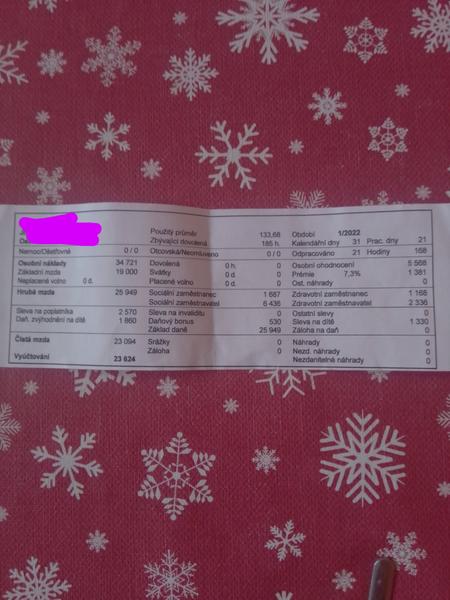 Použitý průměr 133,68 Období 1/2022
Zbývající dovolená 185 h. Kalendářní dny 31 Prac. dny 21
Nemoc/Ošetřovné 0 / 0 Otcovská/Neomluveno 0 / 0 Odpracováno 21 Hodiny 168
Osobní náklady 34 721 Dovolená 0 h. 0 Osobní ohodnocení 5 568
Základní mzda 19 000 Svátky 0 d. 0 Prémie 7,3% 1 381
Neplacené volno 0 d. Placené volno 0 d. 0 Ost. náhrady 0
Hrubá mzda 25 949 Sociální zaměstnanec 1 687 Zdravotní zaměstnanec 1 168
Sociální zaměstnavatel 6 436 Zdravotní zaměstnavatel 2 336
Sleva na poplatníka 2 570 Sleva na invaliditu 0 Ostatní slevy 0
Daň. zvýhodnění na dítě 1 860 Daňový bonus 530 Sleva na dítě 1 330
Základ daně 25 949 Záloha na daň 0
Čistá mzda 23 094 Srážky 0 Náhrady 0
Záloha 0 Nezd. náhrady 0
Vyúčtování 23 624 Nezdanitelné náhrady 0